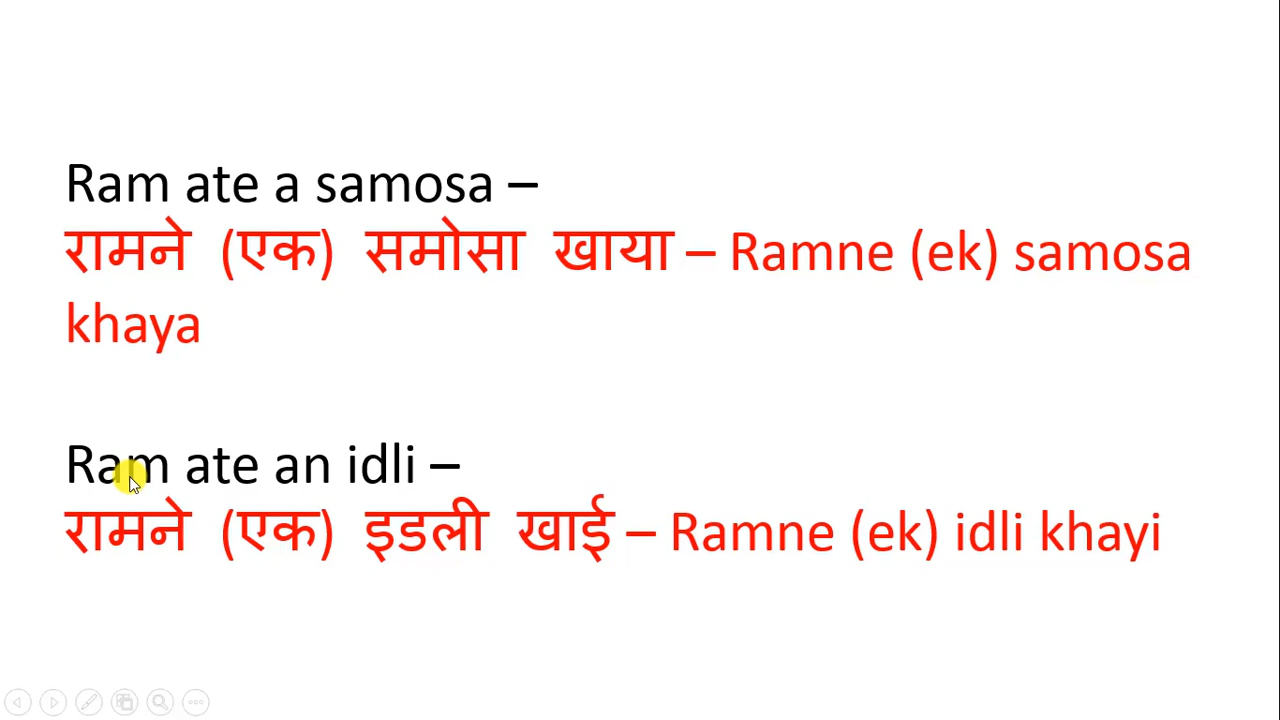 Ram ate a samosa –
रामने (एक) समोसा खाया – Ramne (ek) samosa
khaya
Ram ate an idli –
रामने (एक) इडली खाई – Ramne (ek) idli khayi